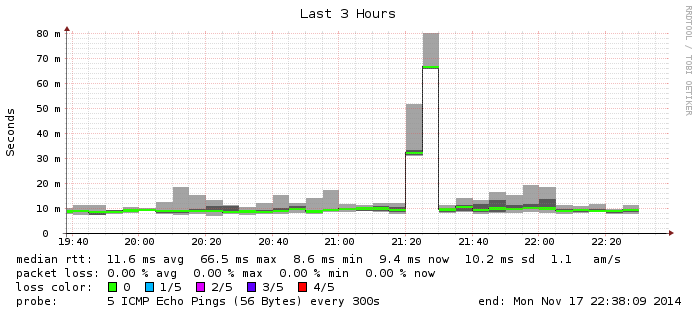 Last 3 Hours
RRDTOOL / TOBI OETIKER
Seconds
80 m
70 m
60 m
50 m
40 m
30 m
20 m
10 m
0
19:40 20:00 20:20 20:40 21:00 21:20 21:40 22:00 22:20
median rtt: 11.6 ms avg 66.5 ms max 8.6 ms min 9.4 ms now 10.2 ms sd 1.1 am/s
packet loss: 0.00 % avg 0.00 % max 0.00 % min 0.00 % now
loss color: 0 1/5 2/5 3/5 4/5
probe: 5 ICMP Echo Pings (56 Bytes) every 300s end: Mon Nov 17 22:38:09 2014